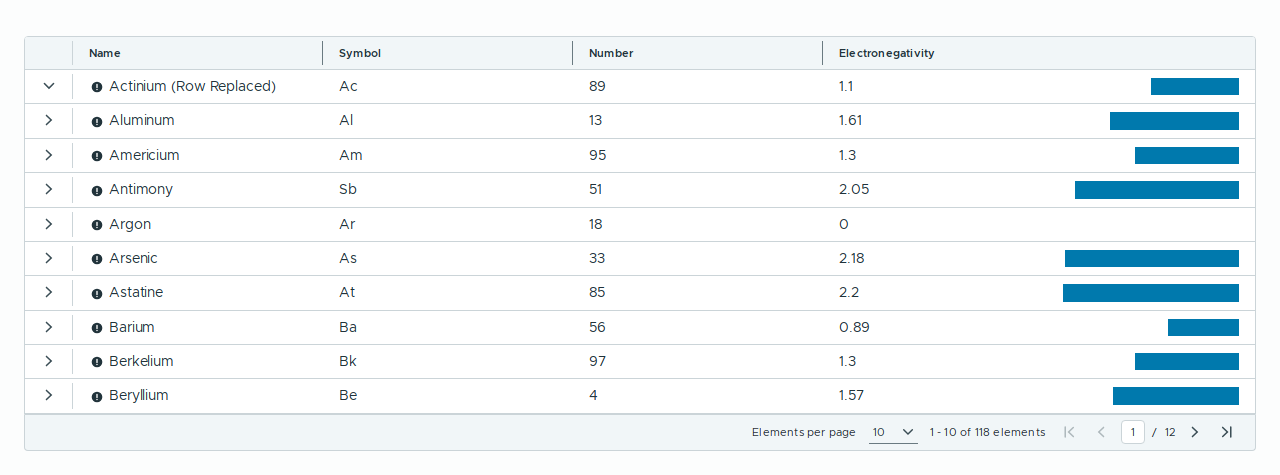 Name Symbol Number Electronegativity
Actinium (Row Replaced) Ac 89 1.1
Aluminum Al 13 1.61
Americium Am 95 1.3
Antimony Sb 51 2.05
Argon Ar 18 0
Arsenic As 33 2.18
Astatine At 85 2.2
Barium Ba 56 0.89
Berkelium Bk 97 1.3
Beryllium Be 4 1.57
Elements per page 10 1 - 10 of 118 elements 1 / 12